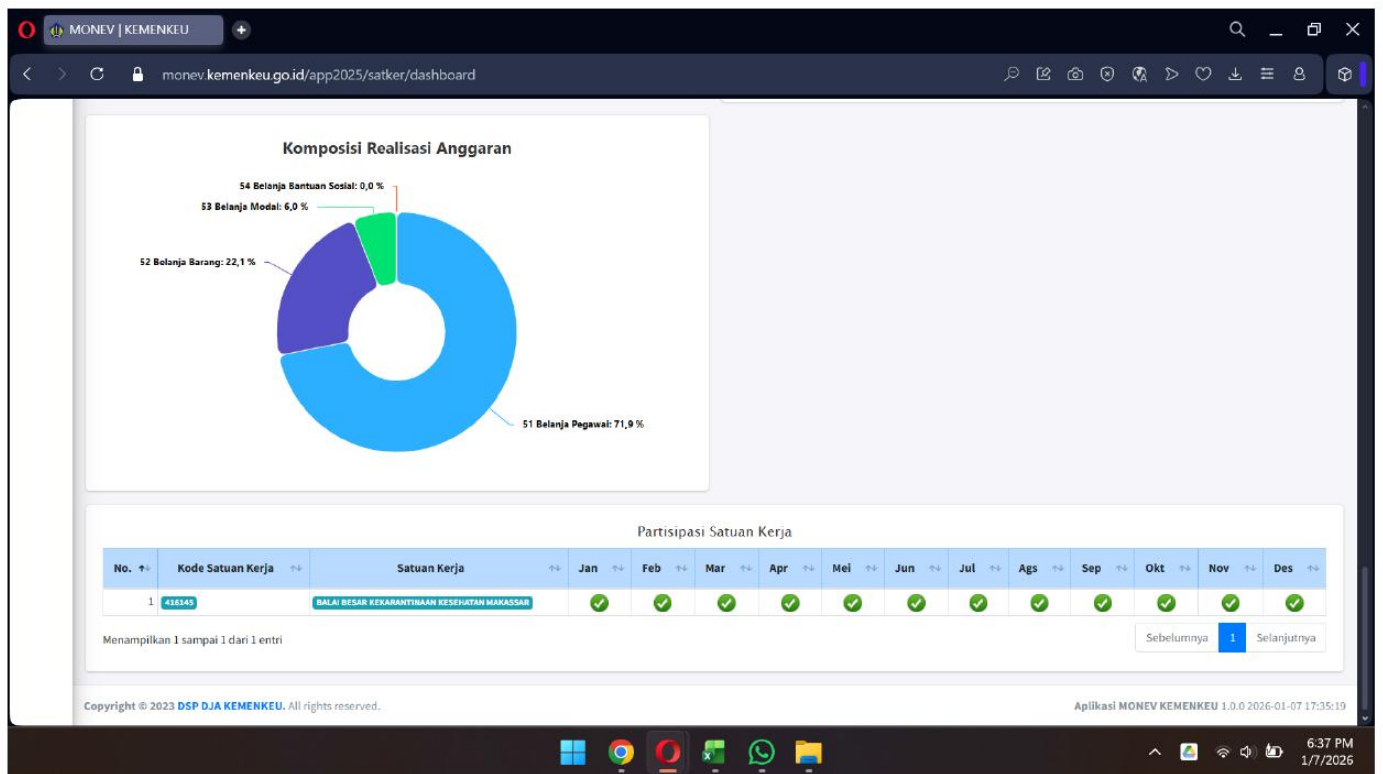 MONEV | KEMENKEU
monev.kemenkeu.go.id/app2025/satker/dashboard
Komposisi Realisasi Anggaran
54 Belanja Bantuan Sosial: 0,0 %
53 Belanja Modal: 6,0 %
52 Belanja Barang: 22,1 %
51 Belanja Pegawai: 71,9 %
Partisipasi Satuan Kerja
No. Kode Satuan Kerja Satuan Kerja Jan Feb Mar Apr Mei Jun Jul Ags Sep Okt Nov Des
1 416145 BALAI BESAR KEKARANTINAAN KESEHATAN MAKASSAR
Menampilkan 1 sampai 1 dari 1 entri
Sebelumnya 1 Selanjutnya
Copyright © 2023 DSP DJA KEMENKEU. All rights reserved.
Aplikasi MONEV KEMENKEU 1.0.0 2026-01-07 17:35:19
6:37 PM
1/7/2026